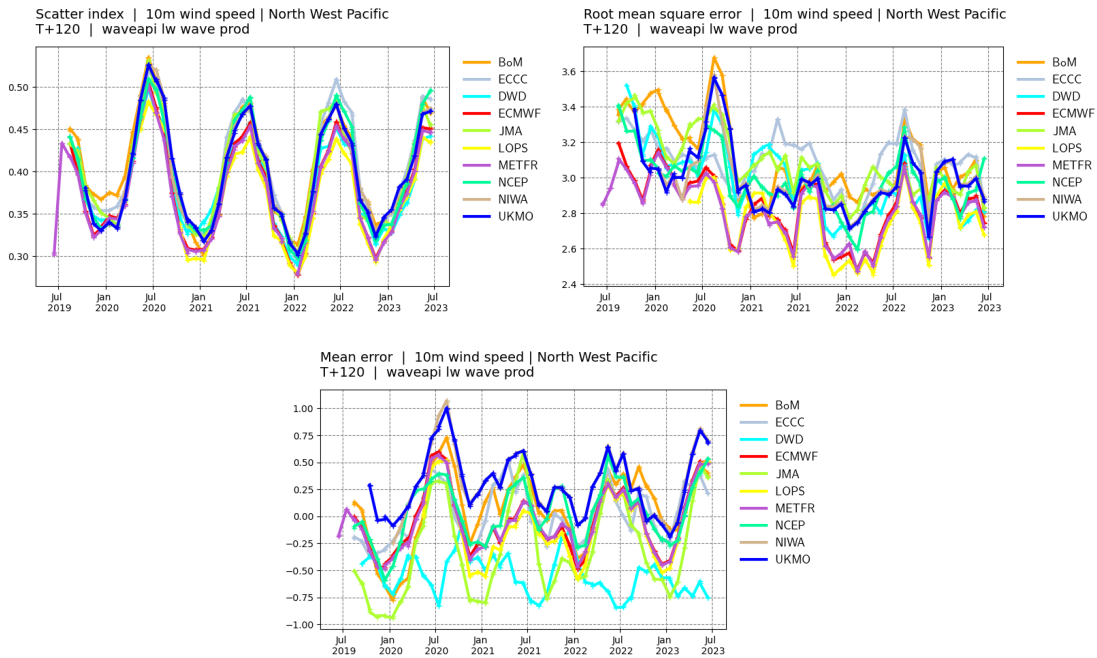 Scatter index | 10m wind speed | North West Pacific
T+120 | waveapi lw wave prod
0.50
0.45
0.40
0.35
0.30
Jul
2019
Jan
2020
Jul
2020
Jan
2021
Jul
2021
Jan
2022
Jul
2022
Jan
2023
Jul
2023
BoM
ECCC
DWD
ECMWF
JMA
LOPS
METFR
NCEP
NIWA
UKMO
Root mean square error | 10m wind speed | North West Pacific
T+120 | waveapi lw wave prod
3.6
3.4
3.2
3.0
2.8
2.6
2.4
Jul
2019
Jan
2020
Jul
2020
Jan
2021
Jul
2021
Jan
2022
Jul
2022
Jan
2023
Jul
2023
BoM
ECCC
DWD
ECMWF
JMA
LOPS
METFR
NCEP
NIWA
UKMO
Mean error | 10m wind speed | North West Pacific
T+120 | waveapi lw wave prod
1.00
0.75
0.50
0.25
0.00
−0.25
−0.50
−0.75
−1.00
Jul
2019
Jan
2020
Jul
2020
Jan
2021
Jul
2021
Jan
2022
Jul
2022
Jan
2023
Jul
2023
BoM
ECCC
DWD
ECMWF
JMA
LOPS
METFR
NCEP
NIWA
UKMO